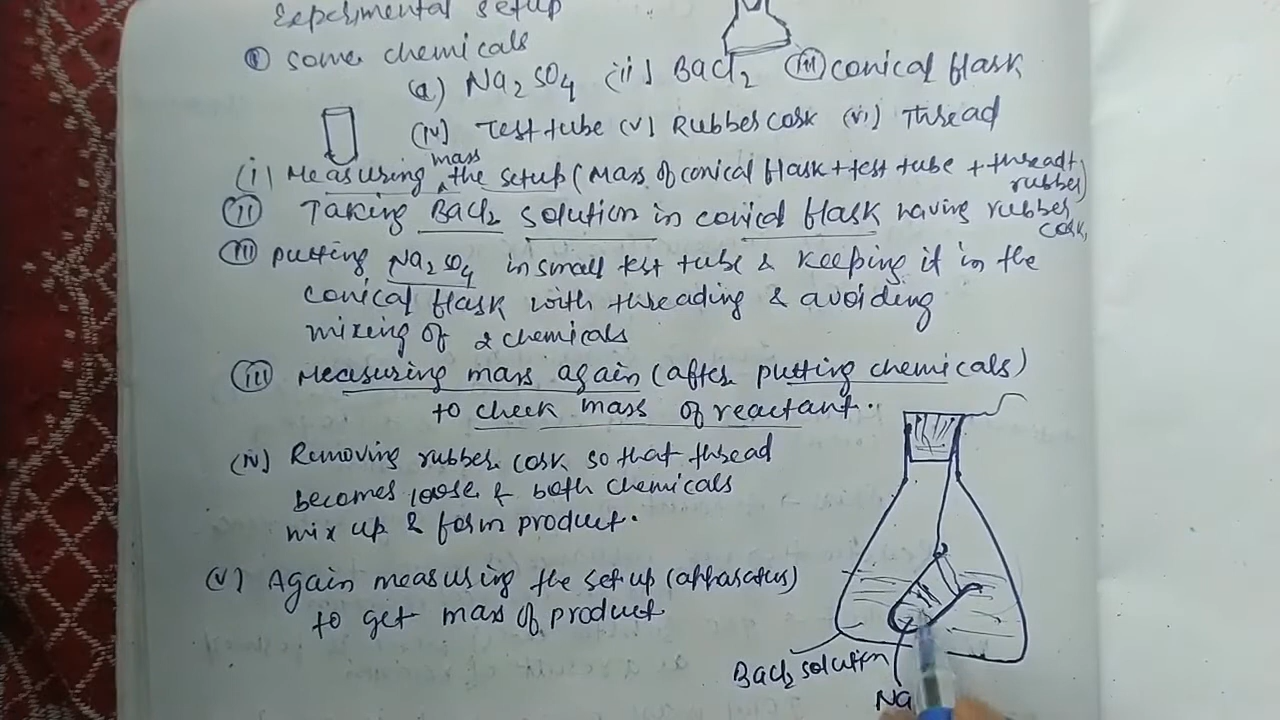 Experimental setup
① some chemicals
(a) Na2SO4 (ii) BaCl2 (iii) conical flask
(iv) Test tube (v) Rubber cork (vi) Thread
(i) Measuring mass the setup (Mass of conical flask + test tube + thread + rubber)
(ii) Taking BaCl2 solution in conical flask having rubber cork,
(iii) putting Na2SO4 in small test tube & keeping it in the
conical flask with threading & avoiding
mixing of 2 chemicals
(iii) Measuring mass again (after putting chemicals)
to check mass of reactant.
(iv) Removing rubber cork so that thread
becomes loose & both chemicals
mix up & form product.
(v) Again measuring the setup (apparatus)
to get mass of product
BaCl2 solution
Na